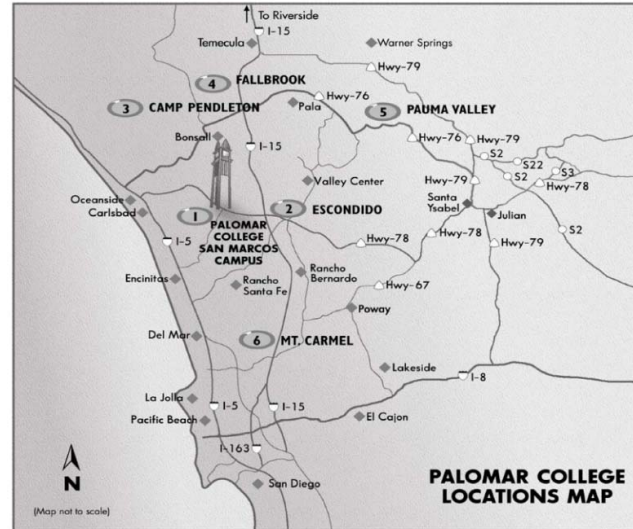 To Riverside
I-15
Temecula
Warner Springs
Hwy-79
4 FALLBROOK
Hwy-76
3 CAMP PENDLETON
Pala
5 PAUMA VALLEY
Bonsall
I-15
Hwy-76
Hwy-79
S2
S22
S3
S2
Hwy-78
Valley Center
Hwy-79
Oceanside
Carlsbad
1
PALOMAR
COLLEGE
SAN MARCOS
CAMPUS
2 ESCONDIDO
Santa
Ysabel
Julian
I-5
Hwy-78
Hwy-78
Hwy-79
S2
Encinitas
Rancho
Santa Fe
Rancho
Bernardo
Hwy-67
Poway
Del Mar
6 MT. CARMEL
Lakeside
I-8
La Jolla
I-5
I-15
Pacific Beach
El Cajon
I-163
N
San Diego
(Map not to scale)
PALOMAR COLLEGE
LOCATIONS MAP